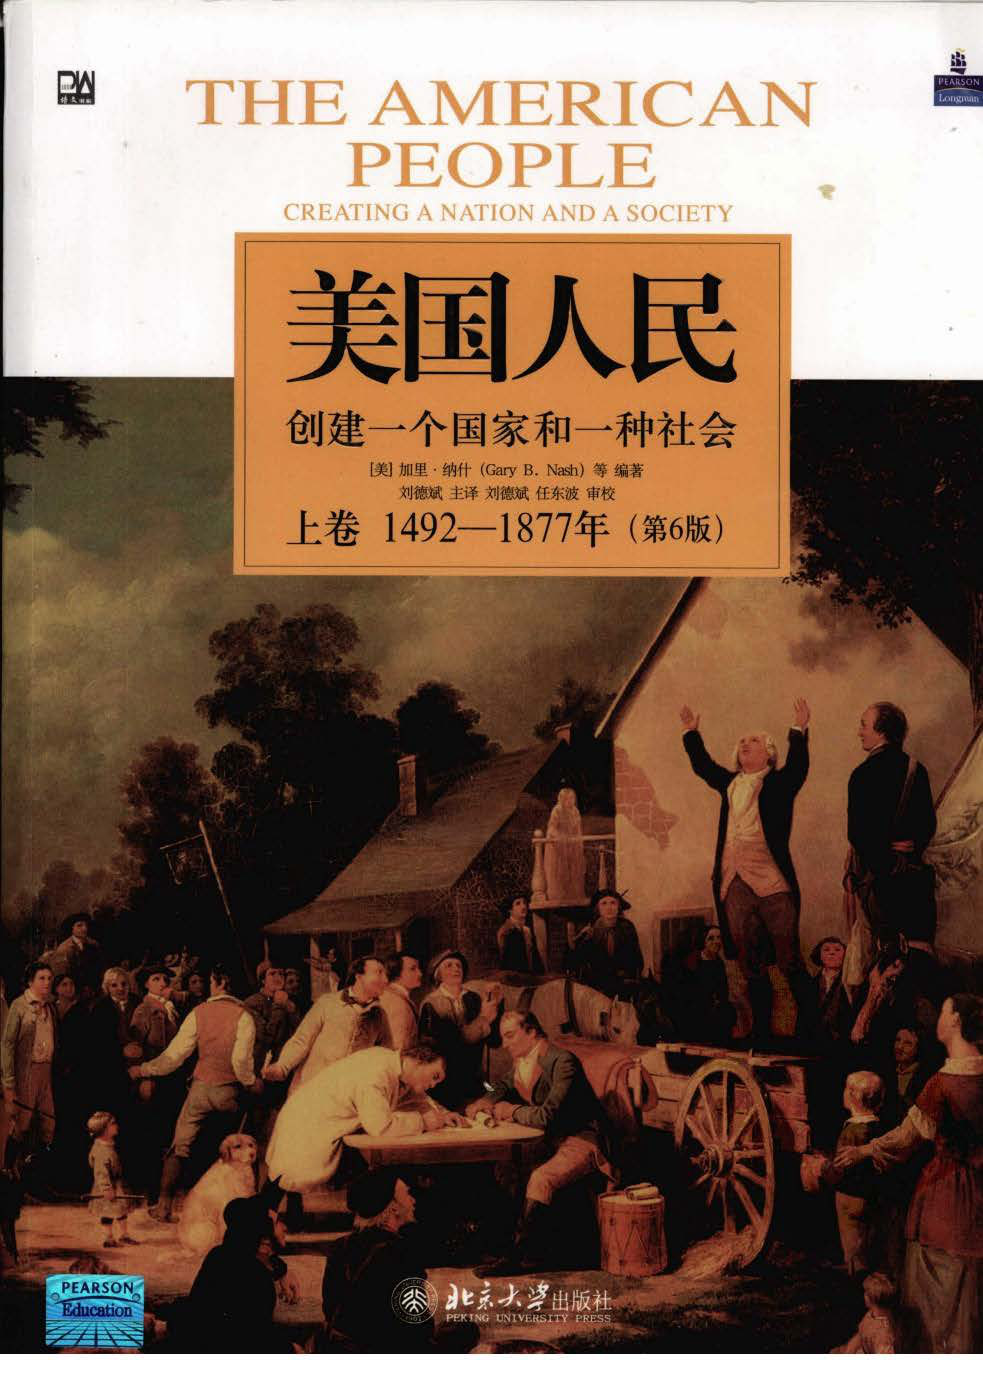 THE AMERICAN
PEOPLE
CREATING A NATION AND A SOCIETY
PEARSON
Longman
美国人民
创建一个国家和一种社会
[美] 加里·纳什 (Gary B. Nash) 等 编著
刘德斌 主译 刘德斌 任东波 审校
上卷 1492—1877年 (第6版)
PEARSON
Education
北京大学出版社
PEKING UNIVERSITY PRESS